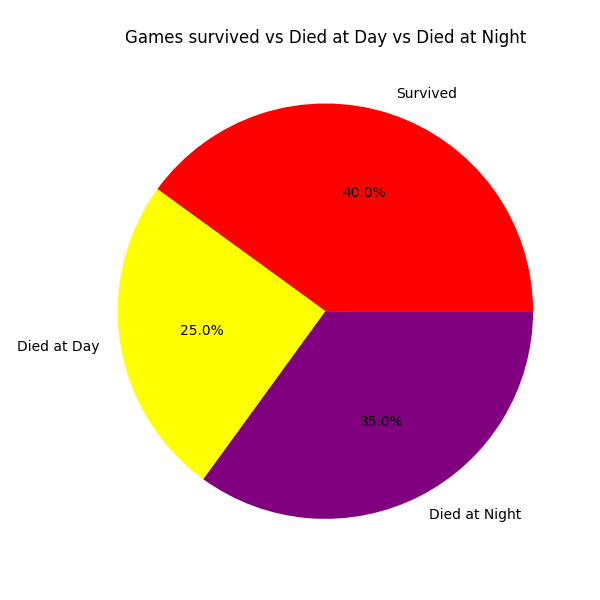 Games survived vs Died at Day vs Died at Night
Survived
40.0%
25.0%
Died at Day
35.0%
Died at Night